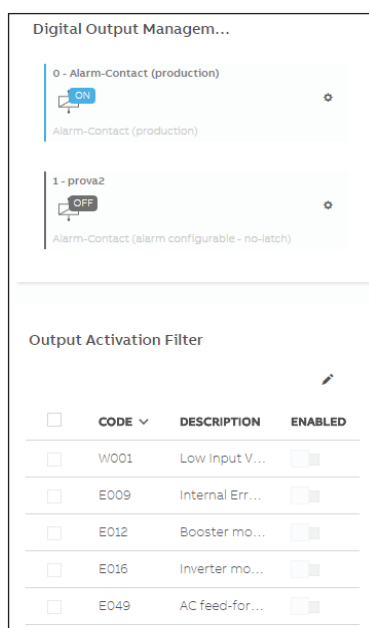 Digital Output Managem...
0 - Alarm-Contact (production)
ON
Alarm-Contact (production)
1 - prova2
OFF
Alarm-Contact (alarm configurable - no-latch)
Output Activation Filter
CODE DESCRIPTION ENABLED
W001 Low Input V...
E009 Internal Err...
E012 Booster mo...
E016 Inverter mo...
E049 AC feed-for...